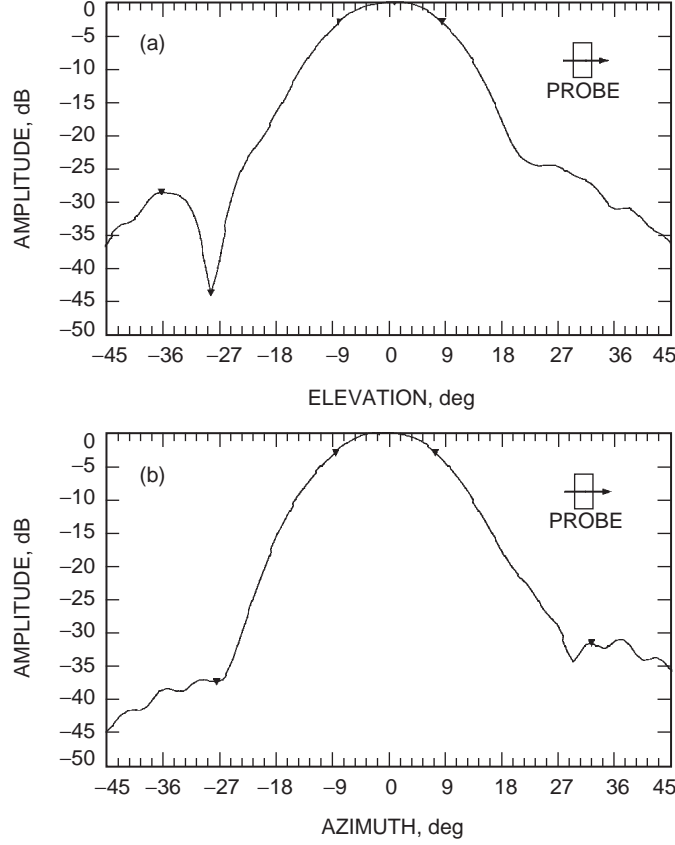 (a)
PROBE
AMPLITUDE, dB
0
–5
–10
–15
–20
–25
–30
–35
–40
–45
–50
–45 –36 –27 –18 –9 0 9 18 27 36 45
ELEVATION, deg
(b)
PROBE
AMPLITUDE, dB
0
–5
–10
–15
–20
–25
–30
–35
–40
–45
–50
–45 –36 –27 –18 –9 0 9 18 27 36 45
AZIMUTH, deg